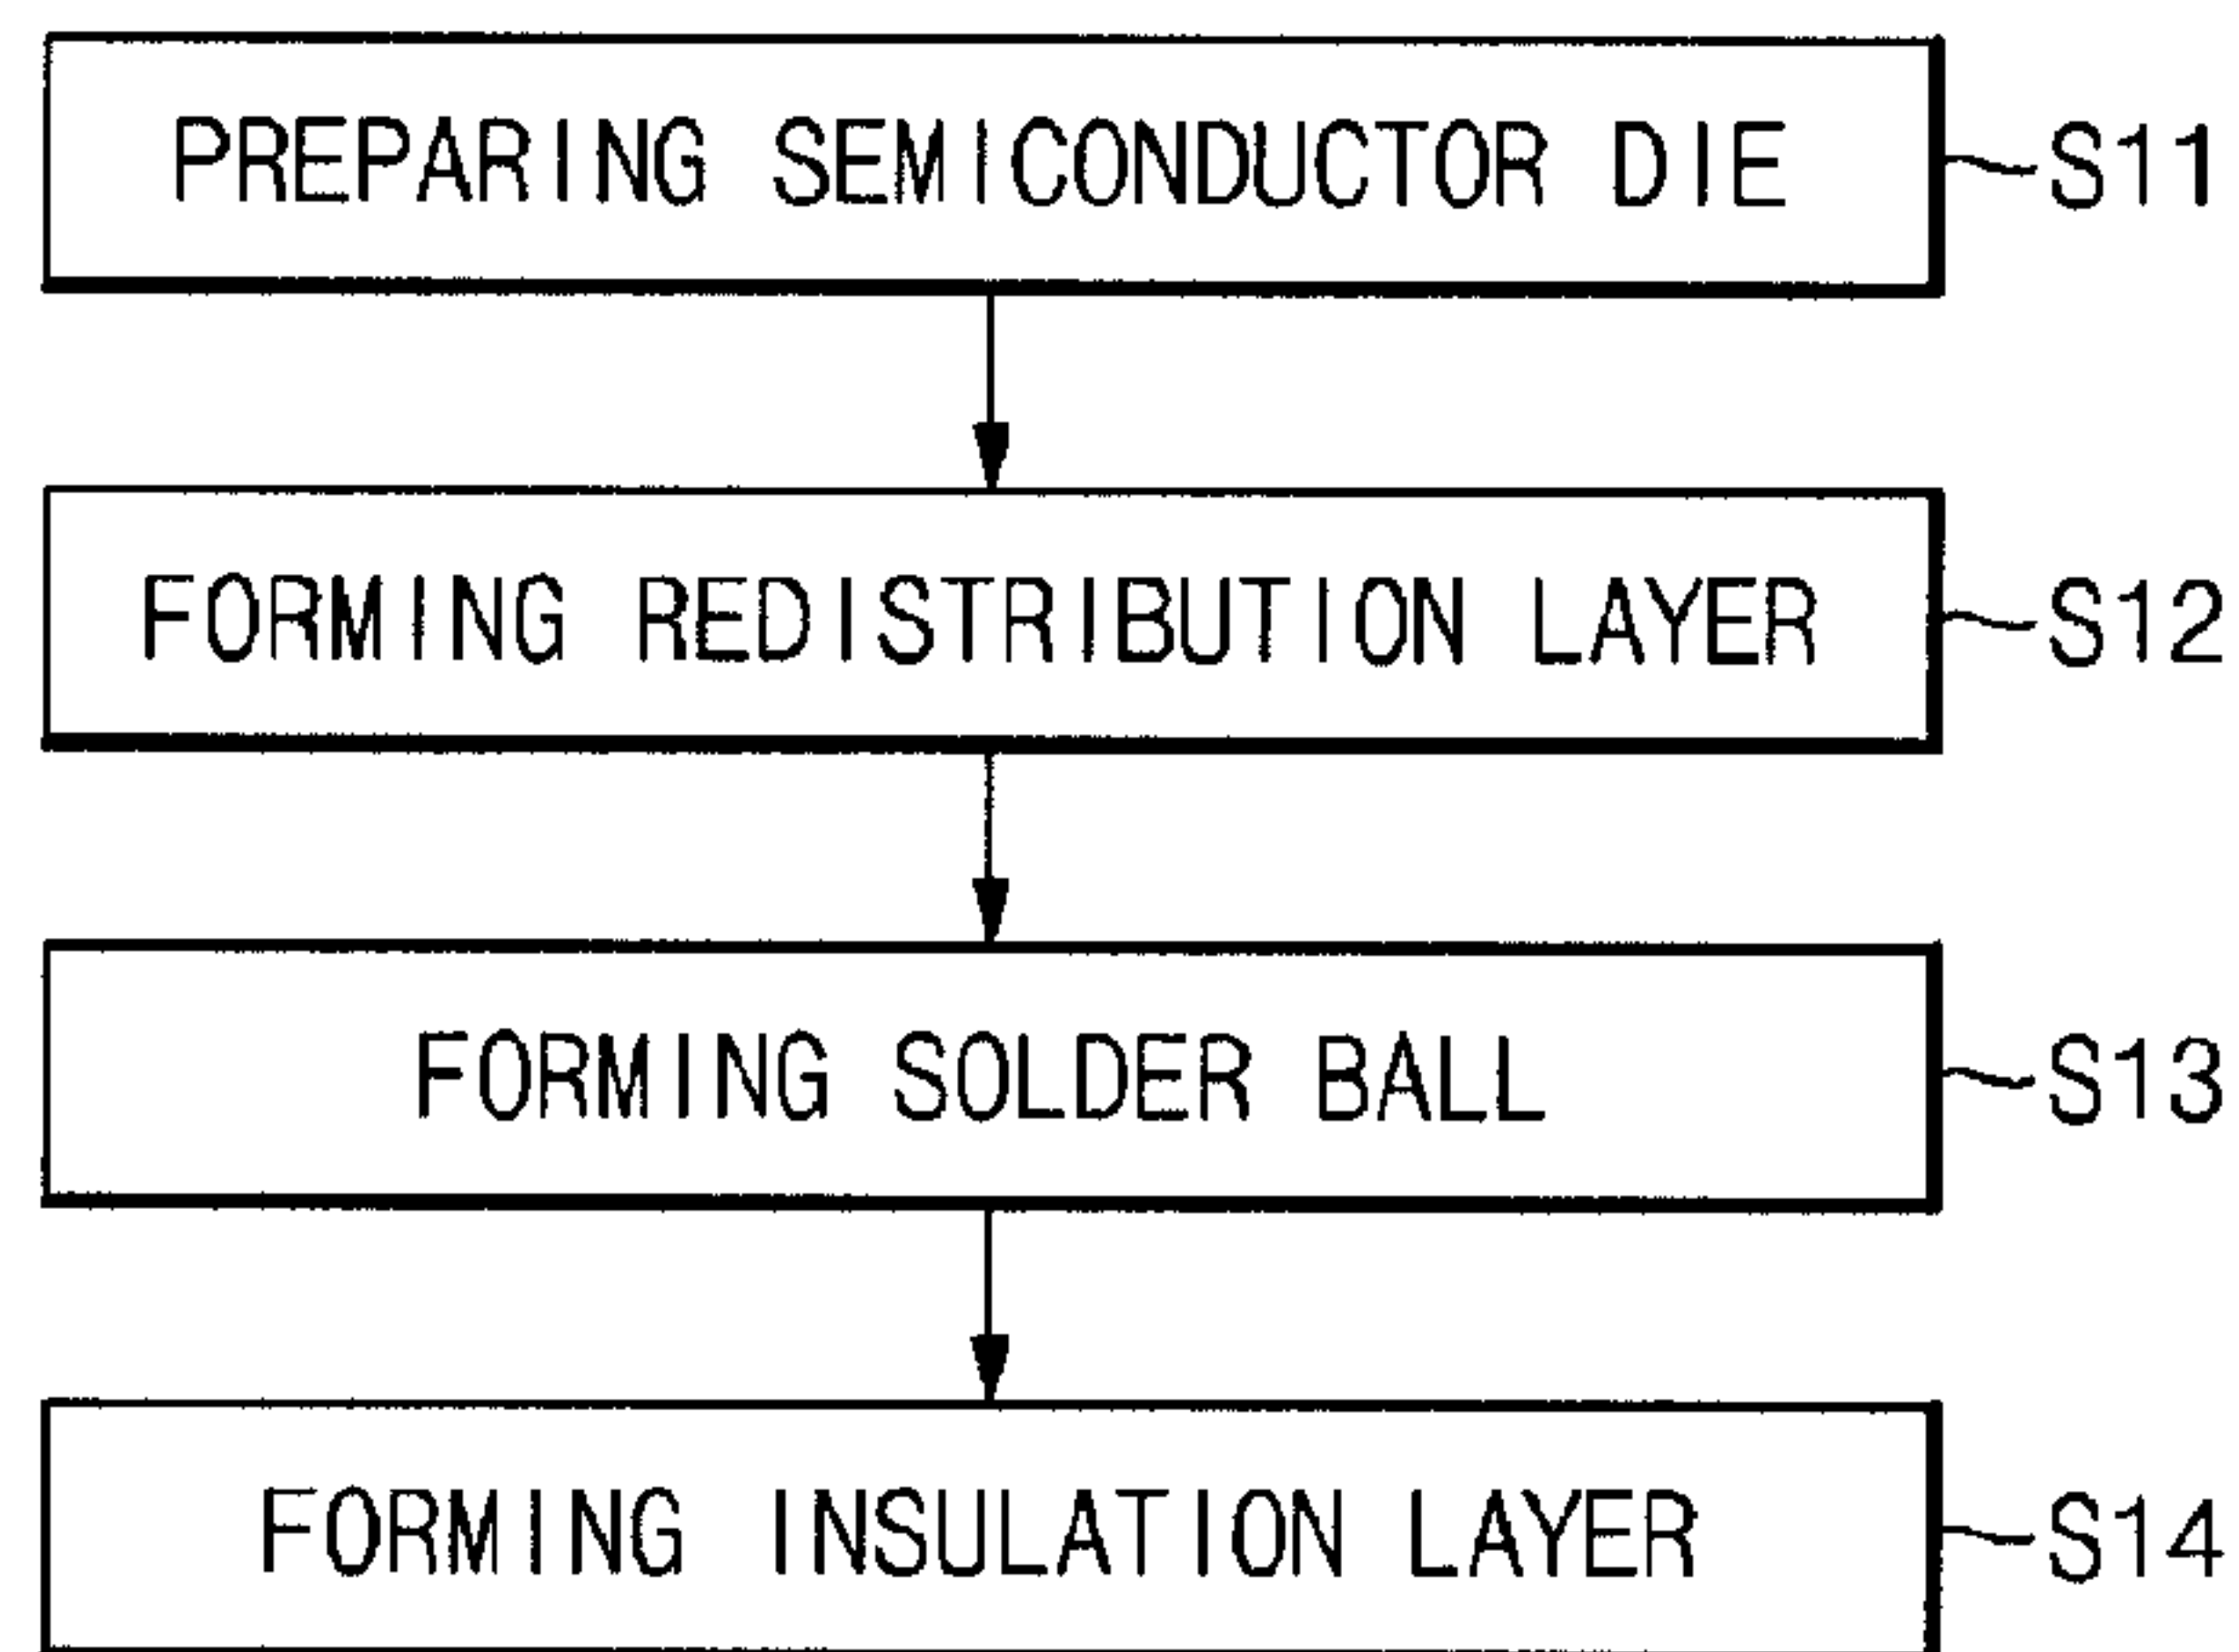 PREPARING SEMICONDUCTOR DIE S11
FORMING REDISTRIBUTION LAYER S12
FORMING SOLDER BALL S13
FORMING INSULATION LAYER S14